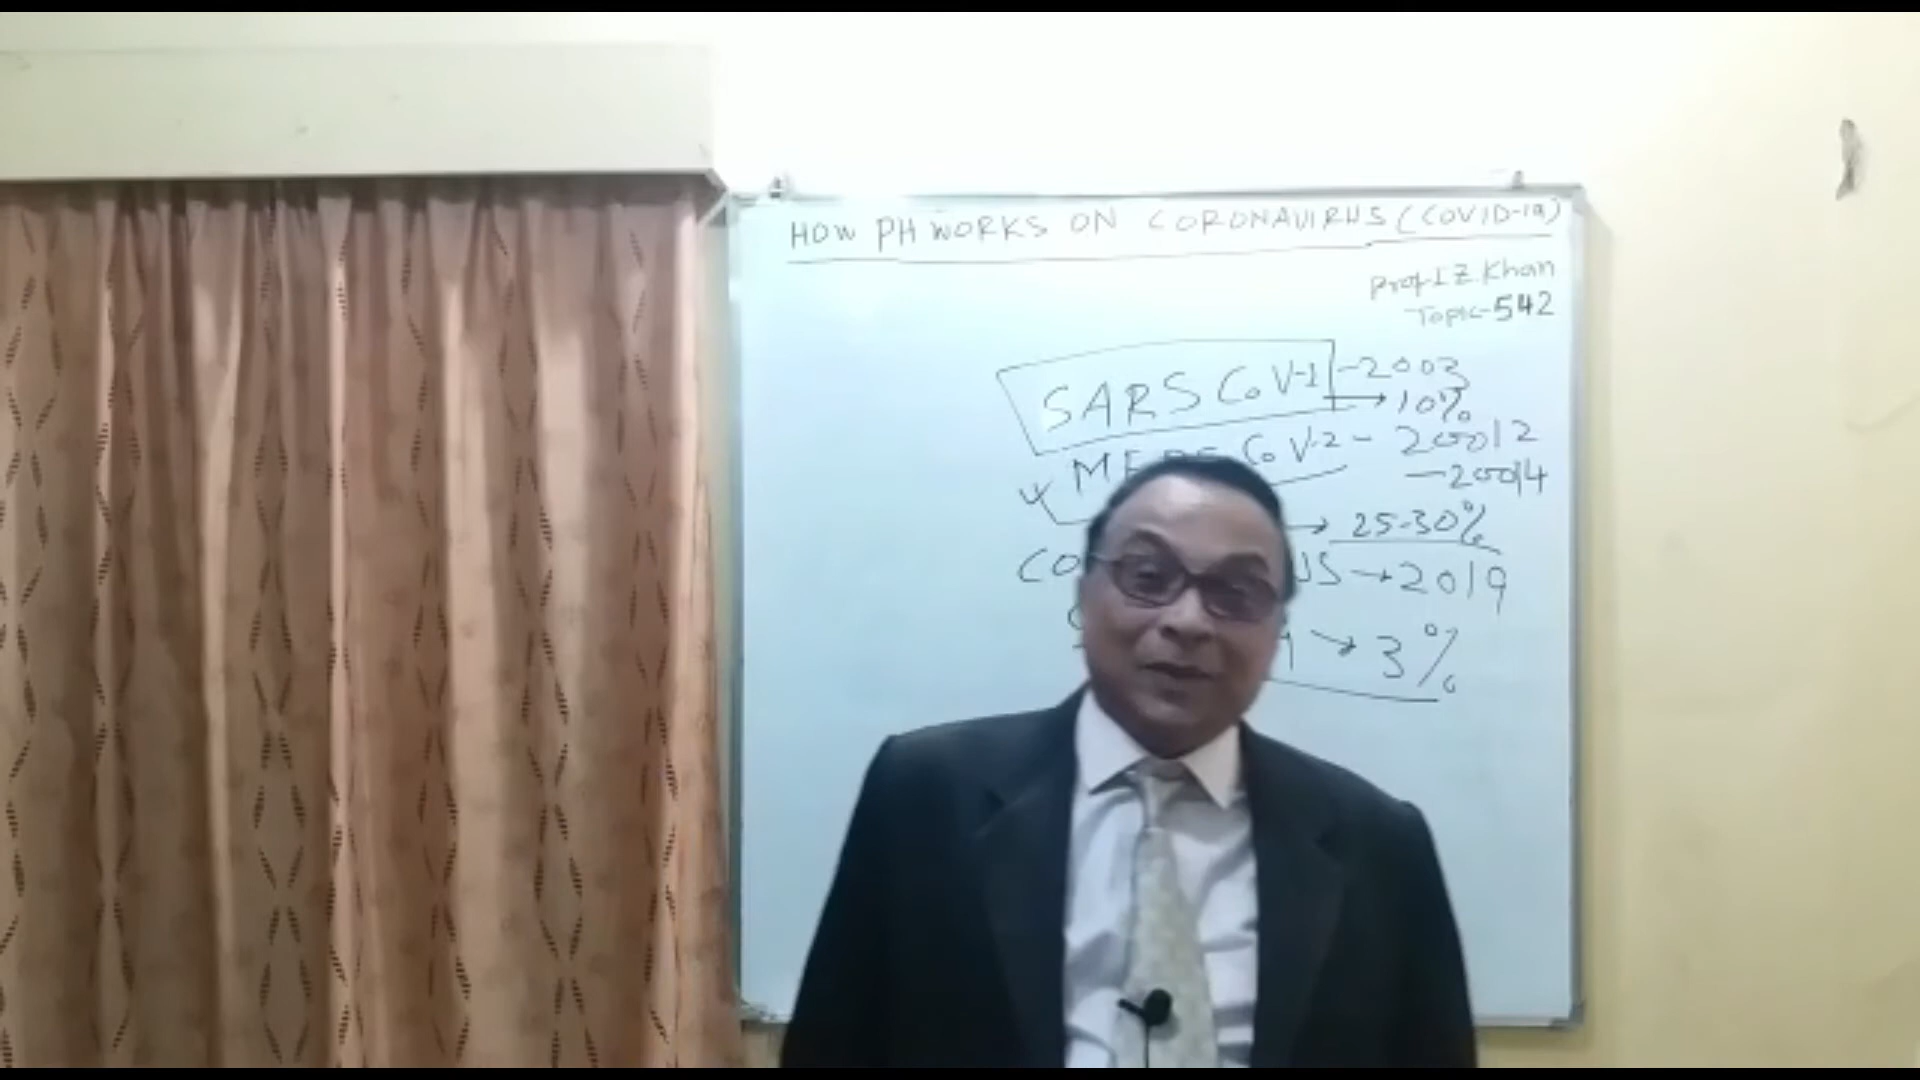 HOW PH WORKS ON CORONAVIRUS (COVID-19)
Prof. I Z. Khan
Topic-542
SARS CoV-1 -2003
→ 10%
CoV-2 - 20012
-20014
→ 25-30%
→ 2019
→ 3%